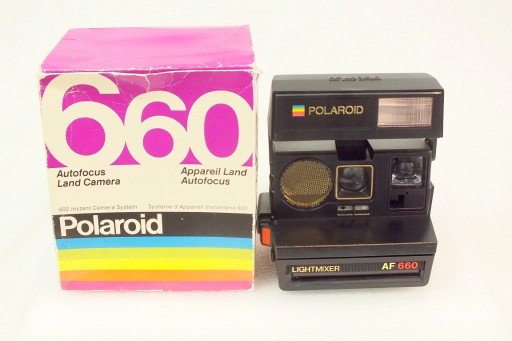 660
Autofocus
Land Camera
Appareil Land
Autofocus
600 Instant Camera System
Système d'Appareil Instantané 600
Polaroid
POLAROID
LIGHTMIXER
AF 660